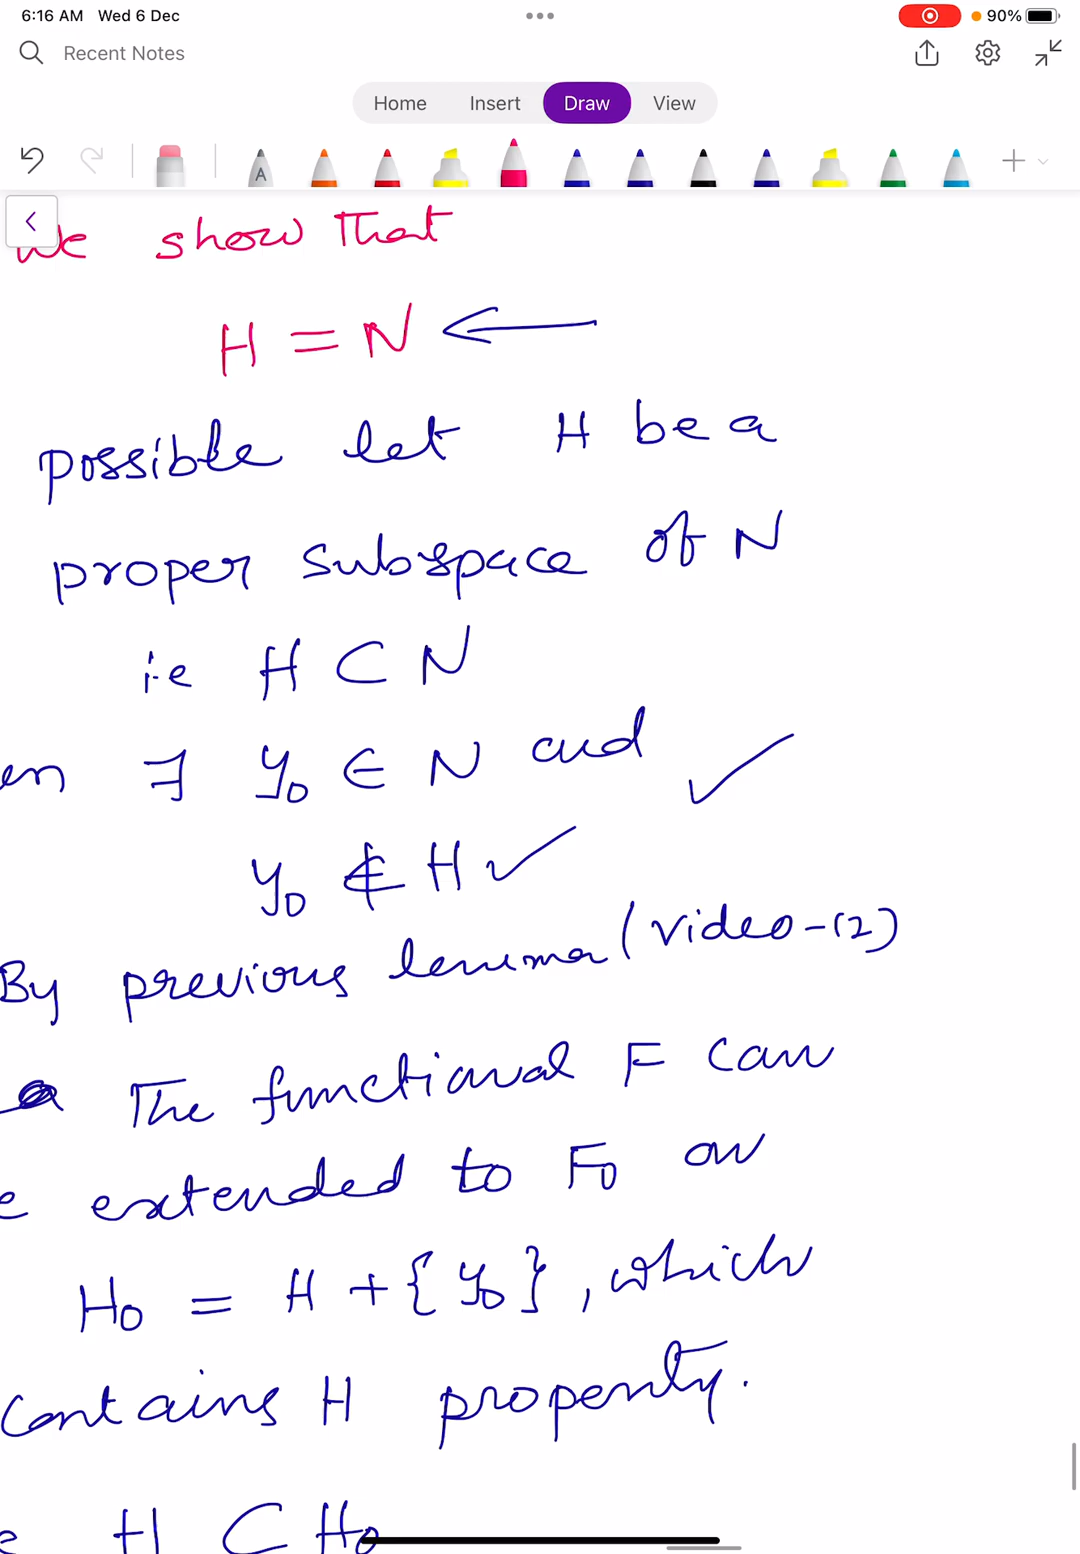 6:16 AM Wed 6 Dec
90%
Recent Notes
Home Insert Draw View
A
We show that
H = N ←
possible let H be a
proper subspace of N
i.e H ⊂ N
en ∃ y₀ ∈ N and ✓
y₀ ∉ H ✓
By previous lemma (video-(2)
The functional F can
e extended to F₀ on
H₀ = H + {y₀}, which
contains H properly.
e H ⊂ H₀